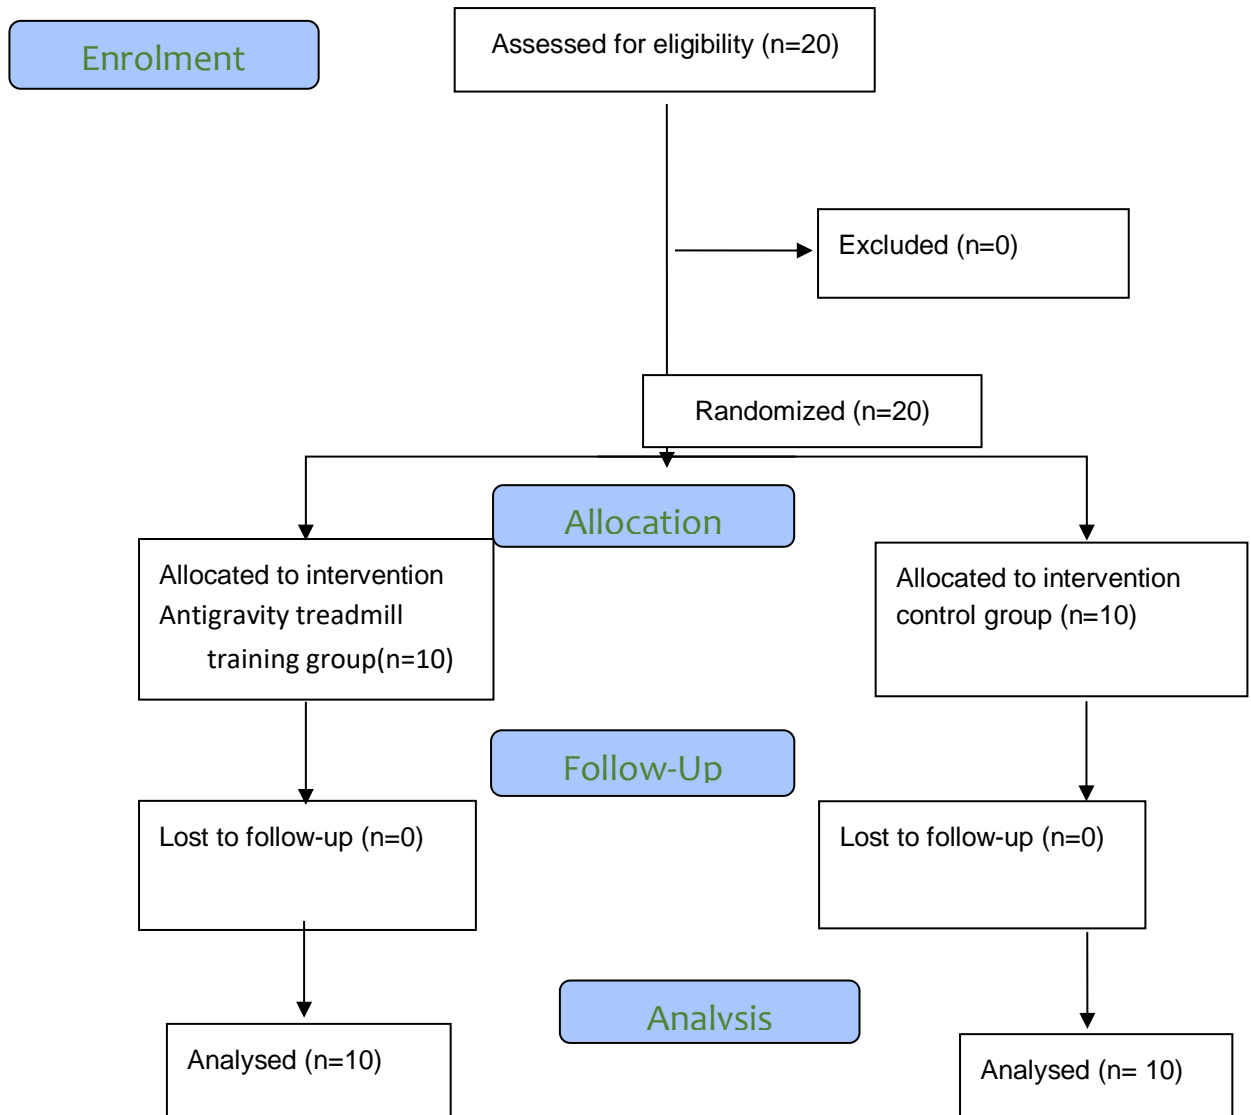 Enrolment
Assessed for eligibility (n=20)
Excluded (n=0)
Randomized (n=20)
Allocation
Allocated to intervention
Antigravity treadmill
training group(n=10)
Allocated to intervention
control group (n=10)
Follow-Up
Lost to follow-up (n=0)
Lost to follow-up (n=0)
Analysis
Analysed (n=10)
Analysed (n= 10)